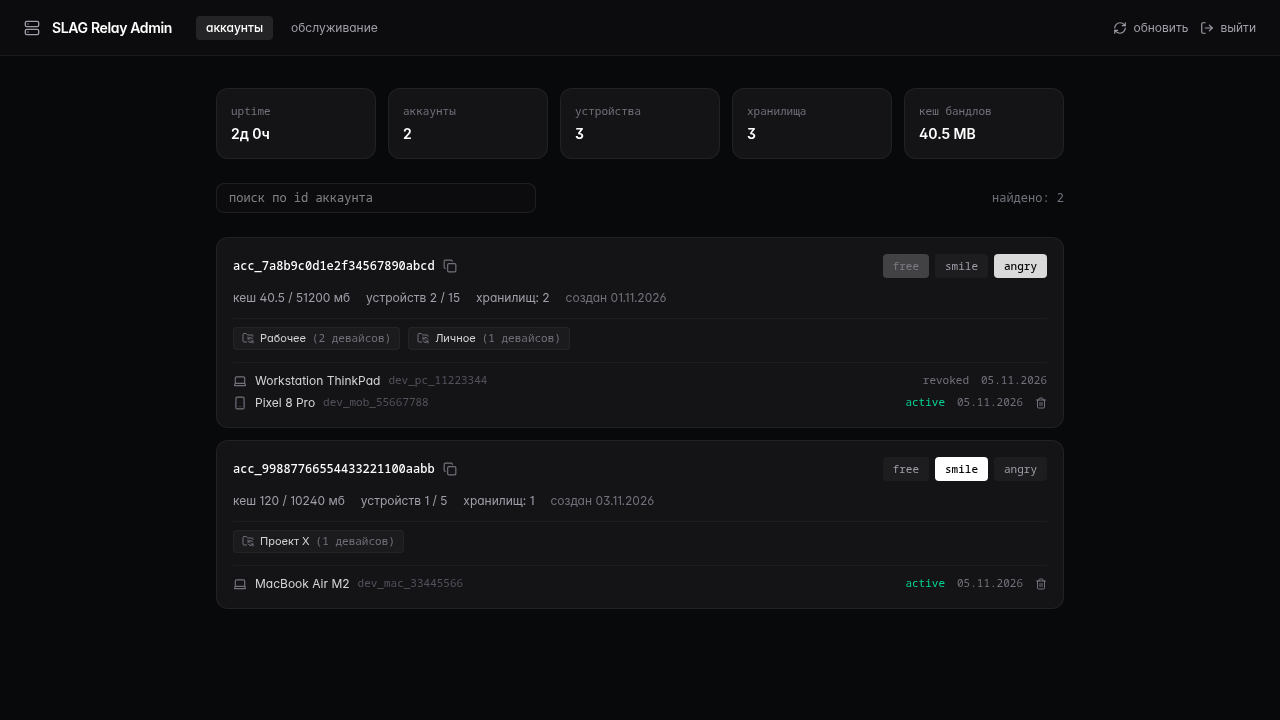 SLAG Relay Admin аккаунты обслуживание обновить выйти
uptime аккаунты устройства хранилища кеш бандлов
2д 0ч 2 3 3 40.5 MB
поиск по id аккаунта найдено: 2
acc_7a8b9c0d1e2f34567890abcd free smile angry
кеш 40.5 / 51200 мб устройств 2 / 15 хранилищ: 2 создан 01.11.2026
Рабочее (2 девайсов) Личное (1 девайсов)
Workstation ThinkPad dev_pc_11223344 revoked 05.11.2026
Pixel 8 Pro dev_mob_55667788 active 05.11.2026
acc_99887766554433221100aabb free smile angry
кеш 120 / 10240 мб устройств 1 / 5 хранилищ: 1 создан 03.11.2026
Проект X (1 девайсов)
MacBook Air M2 dev_mac_33445566 active 05.11.2026